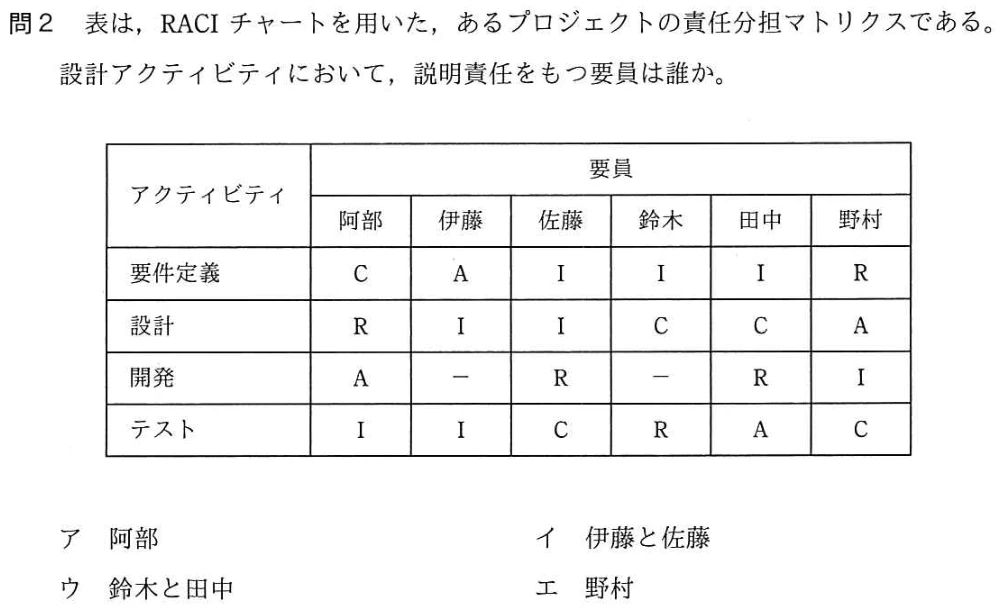 問2 表は，RACI チャートを用いた，あるプロジェクトの責任分担マトリクスである。
設計アクティビティにおいて，説明責任をもつ要員は誰か。
アクティビティ 要員
阿部 伊藤 佐藤 鈴木 田中 野村
要件定義 C A I I I R
設計 R I I C C A
開発 A － R － R I
テスト I I C R A C
ア 阿部 イ 伊藤と佐藤
ウ 鈴木と田中 エ 野村